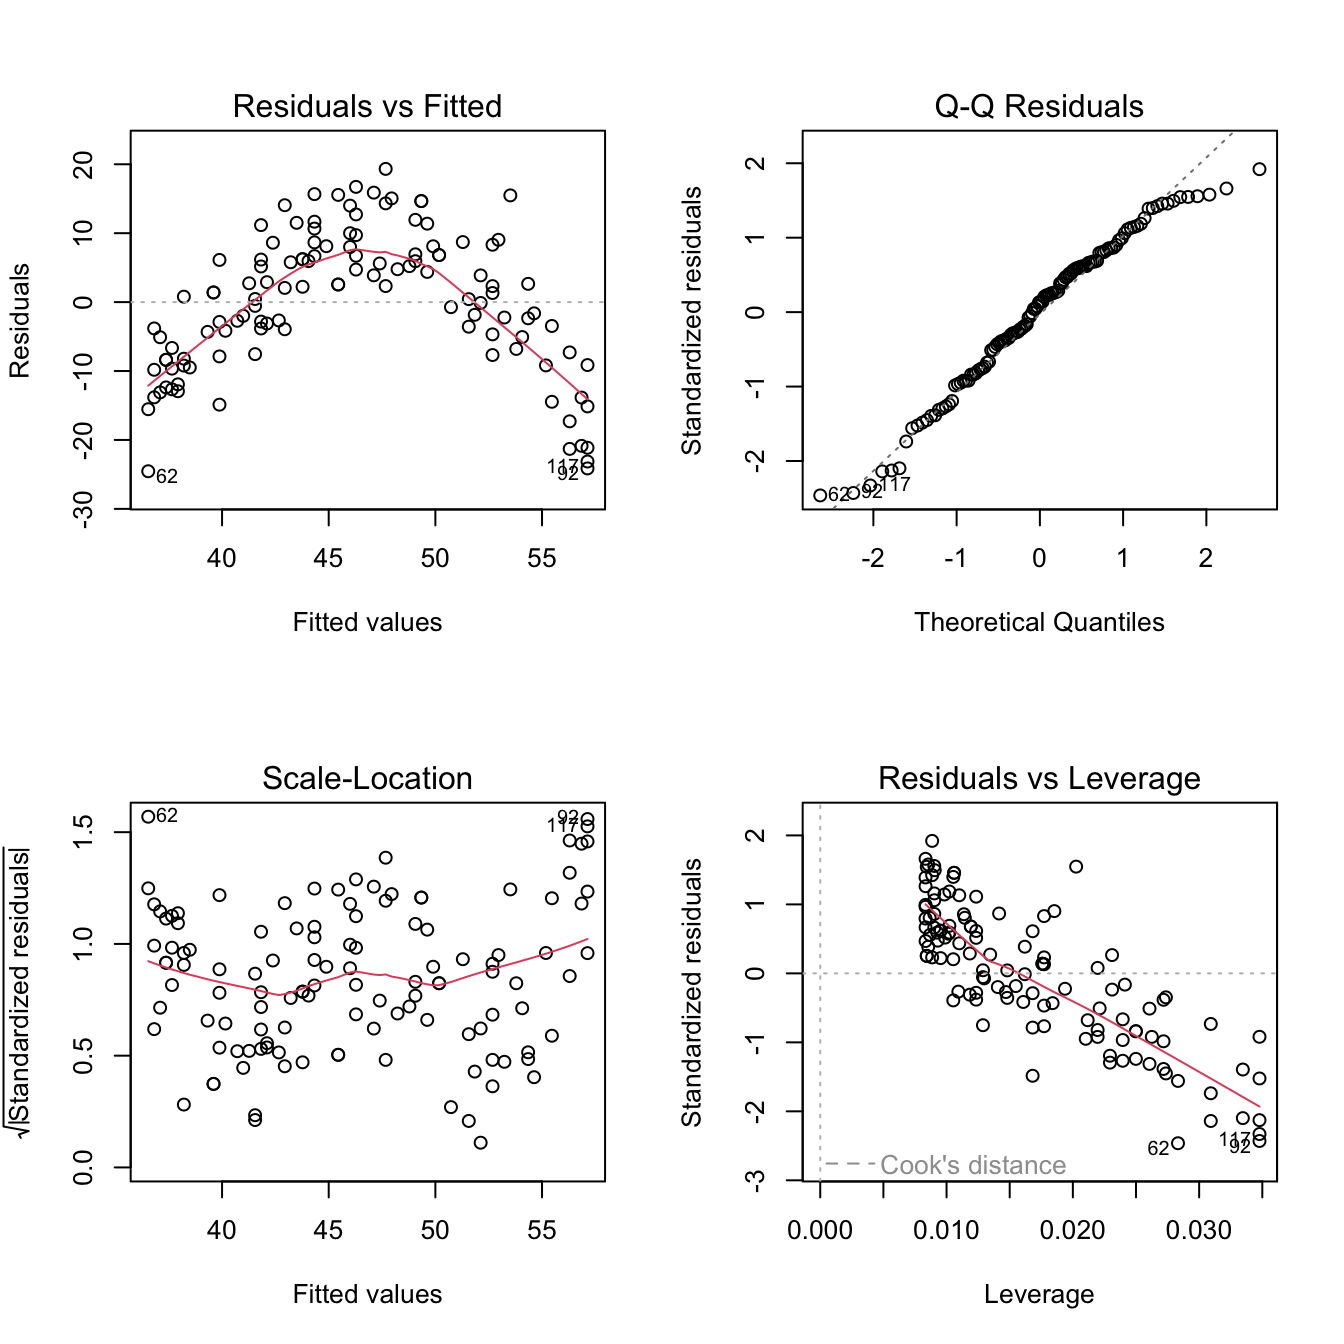 Residuals vs Fitted
Residuals
20
10
0
-10
-20
-30
62
117
92
40 45 50 55
Fitted values
Q-Q Residuals
Standardized residuals
2
1
0
-1
-2
62 92 117
-2 -1 0 1 2
Theoretical Quantiles
Scale-Location
√|Standardized residuals|
1.5
1.0
0.5
0.0
62
92
117
40 45 50 55
Fitted values
Residuals vs Leverage
Standardized residuals
2
1
0
-1
-2
-3
62
117
92
Cook's distance
0.000 0.010 0.020 0.030
Leverage